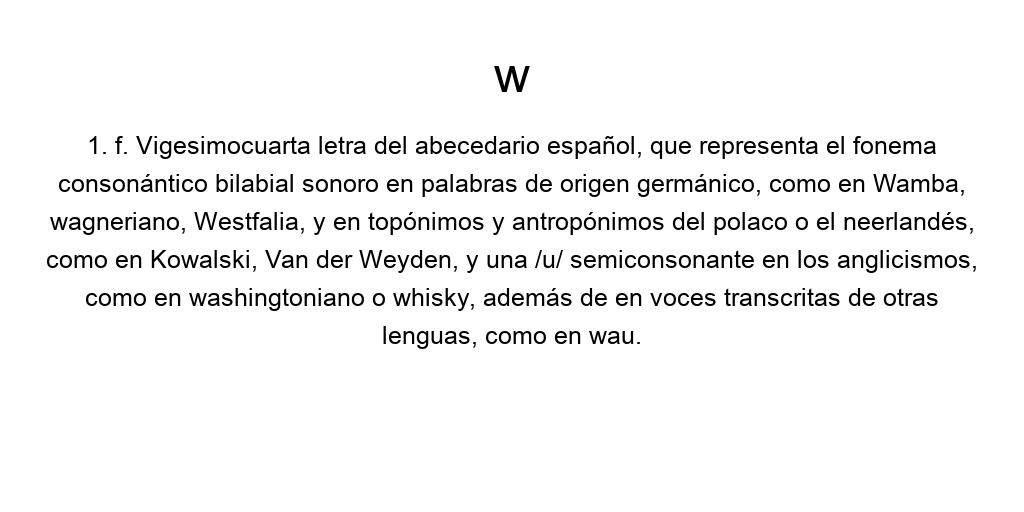 w
1. f. Vigesimocuarta letra del abecedario español, que representa el fonema
consonántico bilabial sonoro en palabras de origen germánico, como en Wamba,
wagneriano, Westfalia, y en topónimos y antropónimos del polaco o el neerlandés,
como en Kowalski, Van der Weyden, y una /u/ semiconsonante en los anglicismos,
como en washingtoniano o whisky, además de en voces transcritas de otras
lenguas, como en wau.